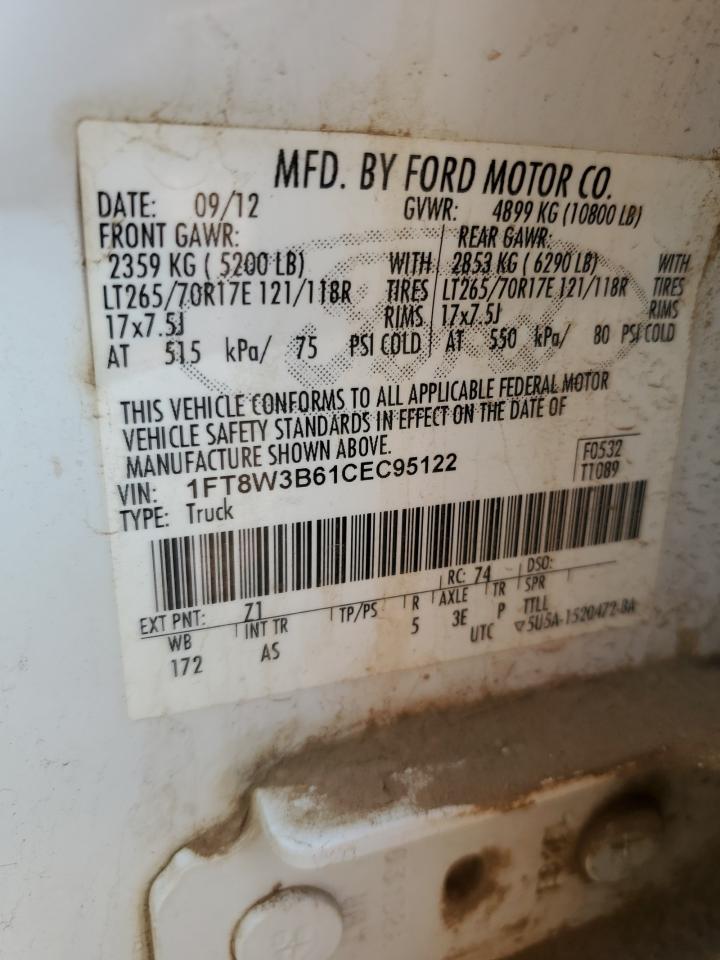 MFD. BY FORD MOTOR CO.
DATE: 09/12 GVWR: 4899 KG (10800 LB)
FRONT GAWR: REAR GAWR:
2359 KG ( 5200 LB) WITH 2853 KG ( 6290 LB) WITH
LT265/70R17E 121/118R TIRES LT265/70R17E 121/118R TIRES
17x7.5J RIMS 17x7.5J RIMS
AT 515 kPa/ 75 PSI COLD AT 550 kPa/ 80 PSI COLD
THIS VEHICLE CONFORMS TO ALL APPLICABLE FEDERAL MOTOR
VEHICLE SAFETY STANDARDS IN EFFECT ON THE DATE OF
MANUFACTURE SHOWN ABOVE.
VIN: 1FT8W3B61CEC95122 F0532
TYPE: Truck T1089
EXT PNT: Z1 RC: 74 DSO:
WB INT TR TP/PS R AXLE TR SPR
172 AS 5 3E P TTLL
UTC ▽5U5A-1520472-BA